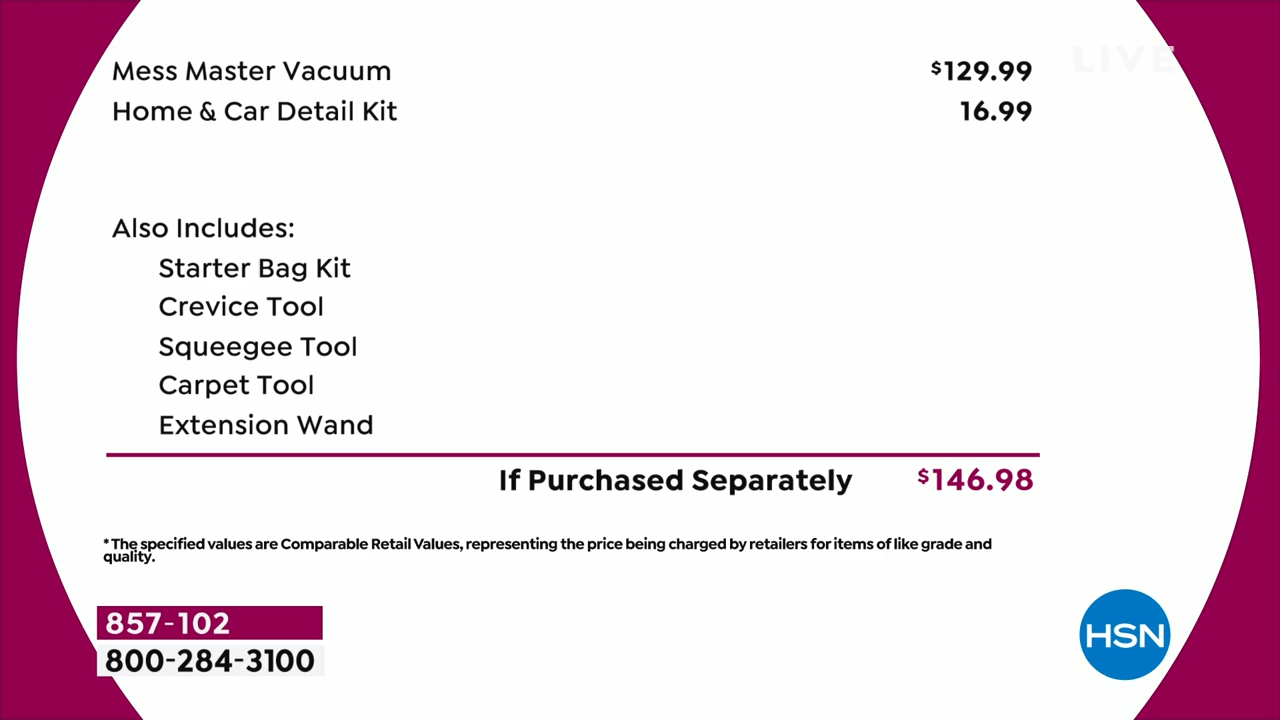 LIVE
Mess Master Vacuum $129.99
Home & Car Detail Kit 16.99
Also Includes:
Starter Bag Kit
Crevice Tool
Squeegee Tool
Carpet Tool
Extension Wand
If Purchased Separately $146.98
*The specified values are Comparable Retail Values, representing the price being charged by retailers for items of like grade and
quality.
857-102
800-284-3100
HSN